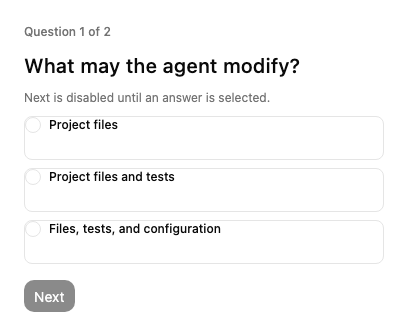 Question 1 of 2
What may the agent modify?
Next is disabled until an answer is selected.
Project files
Project files and tests
Files, tests, and configuration
Next